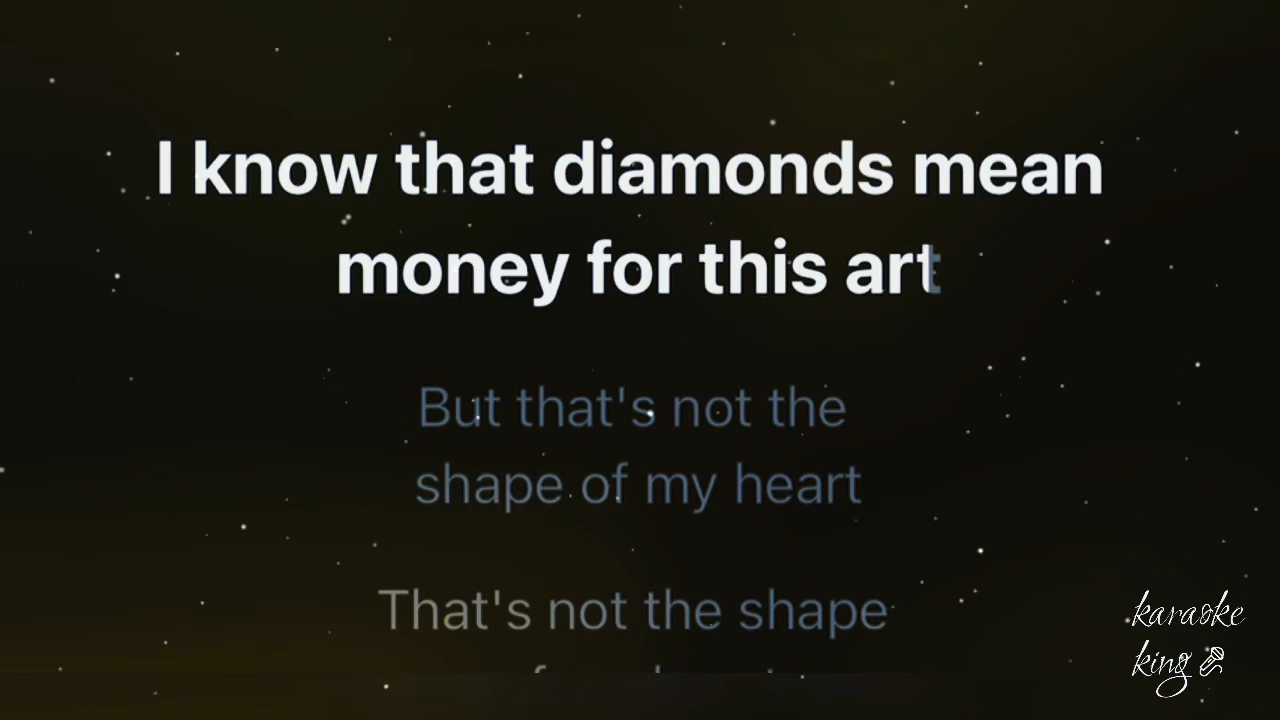 I know that diamonds mean
money for this art
But that's not the
shape of my heart
That's not the shape
karaoke
king